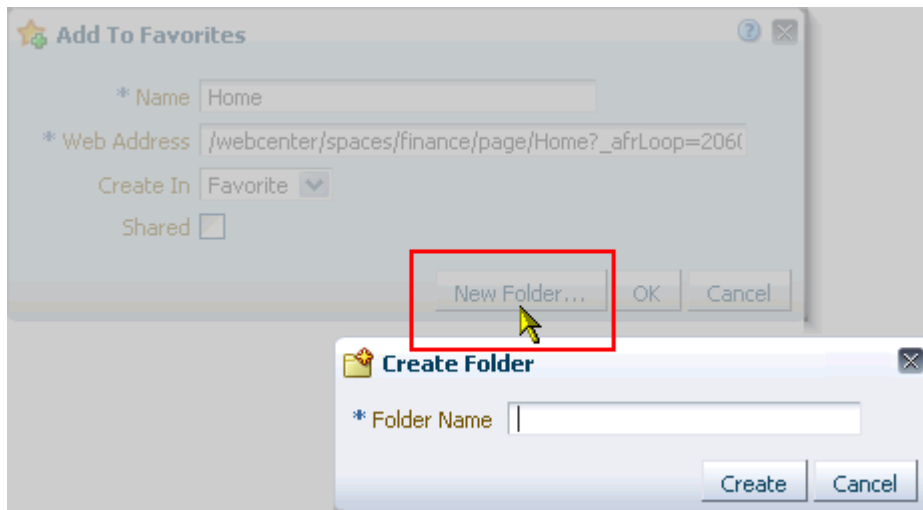 Add To Favorites
* Name Home
* Web Address /webcenter/spaces/finance/page/Home?_afrLoop=206(
Create In Favorite
Shared
New Folder... OK Cancel
Create Folder
* Folder Name
Create Cancel